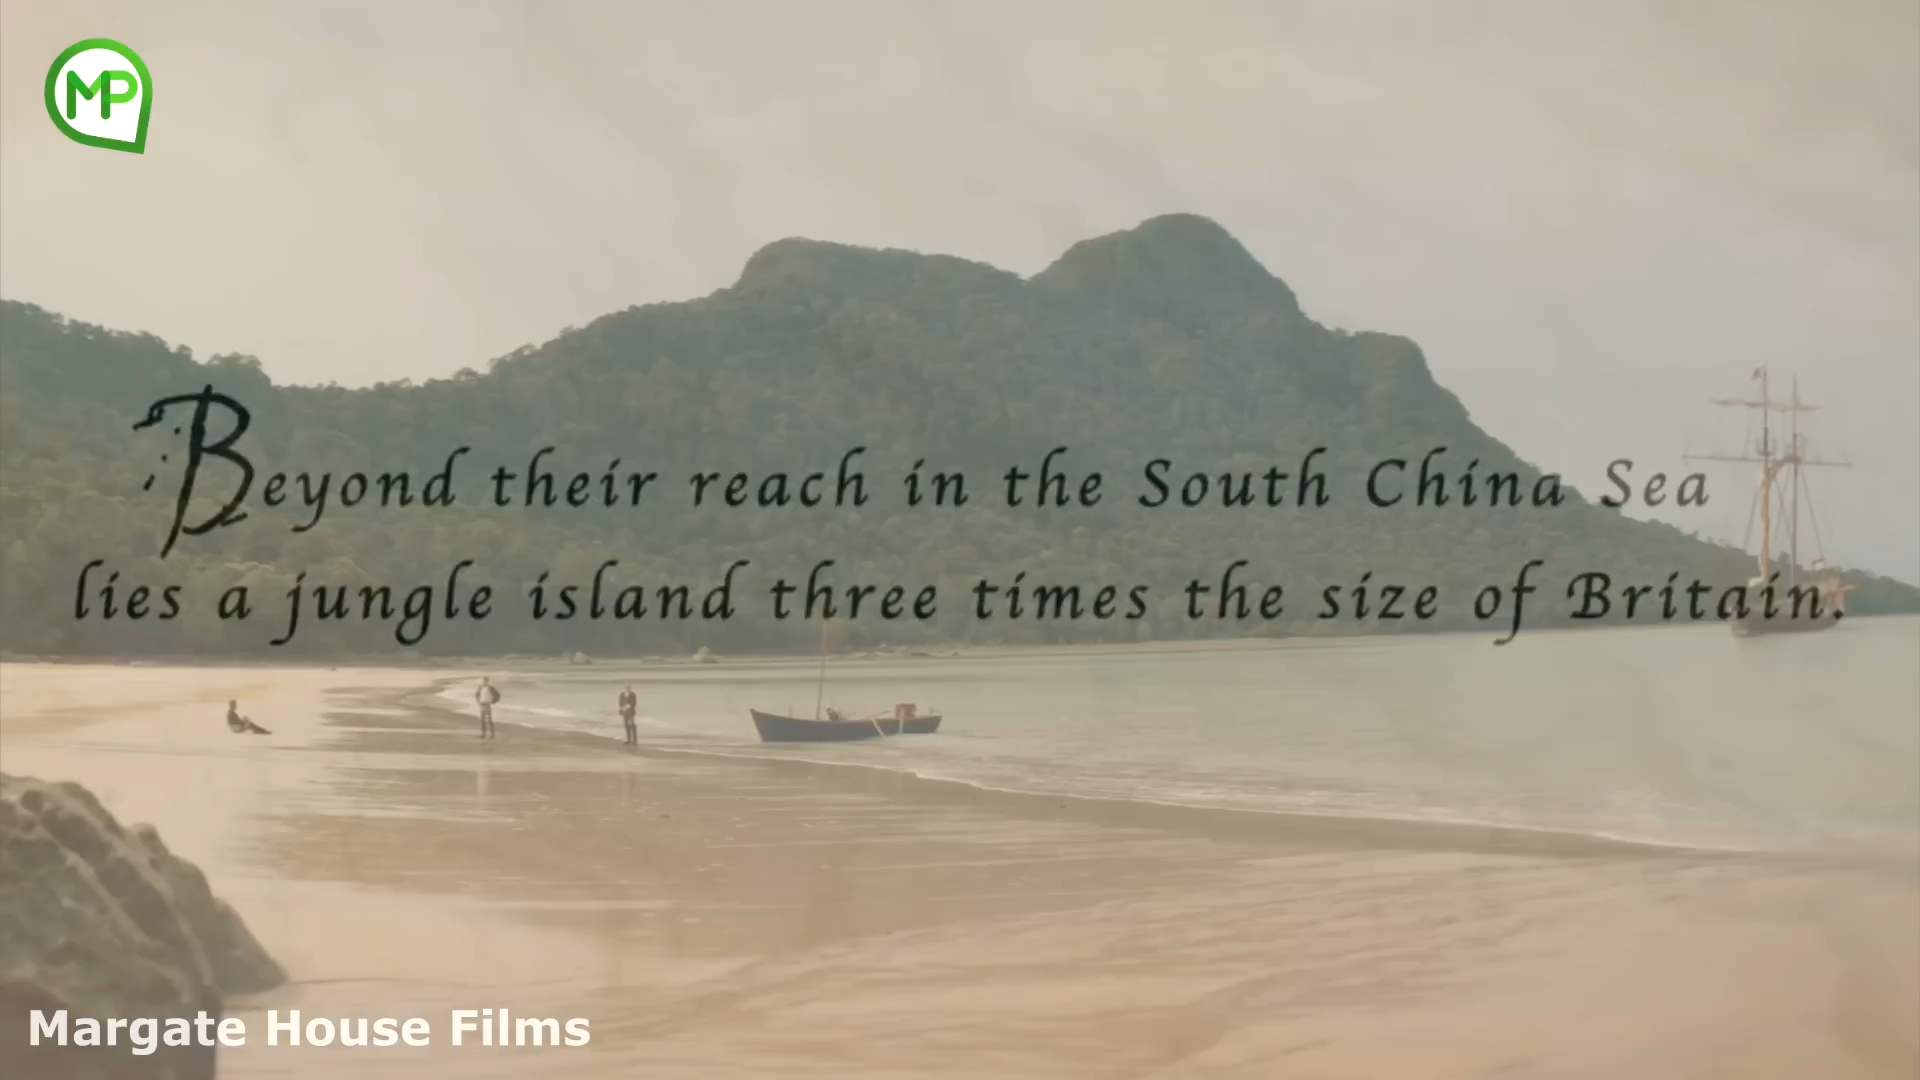 MP
Beyond their reach in the South China Sea
lies a jungle island three times the size of Britain.
Margate House Films